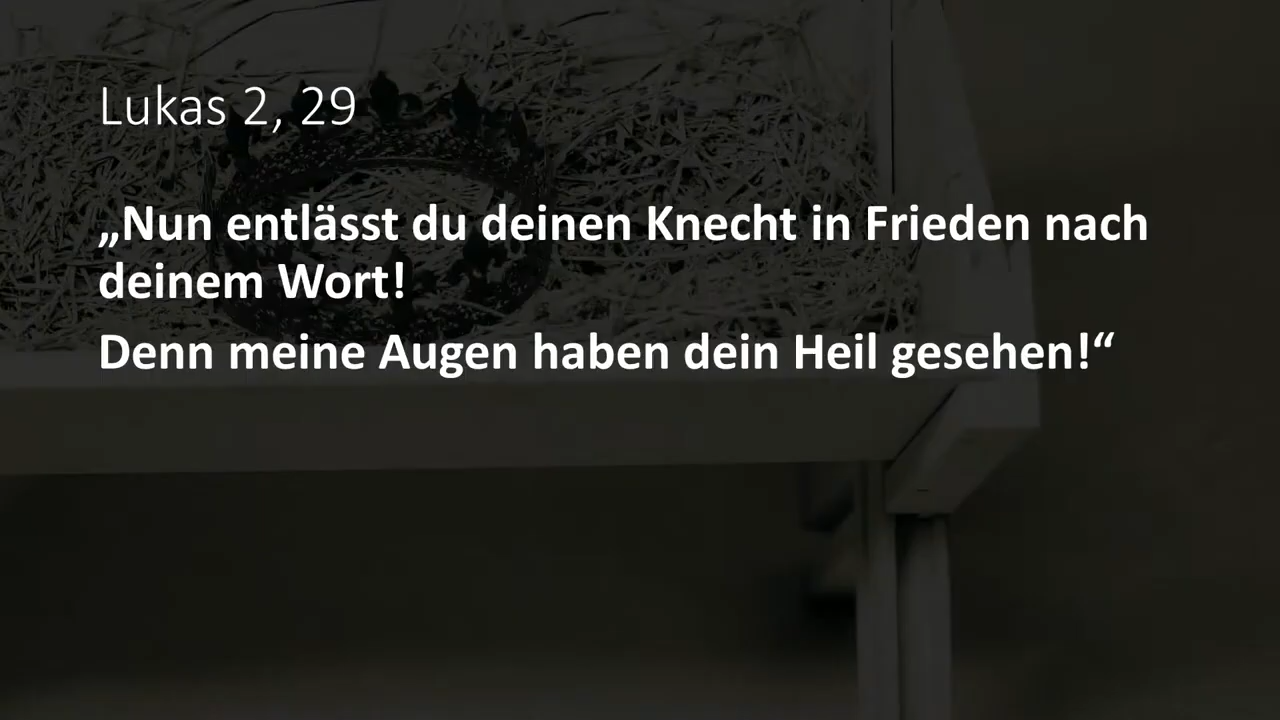 Lukas 2, 29
„Nun entlässt du deinen Knecht in Frieden nach
deinem Wort!
Denn meine Augen haben dein Heil gesehen!“